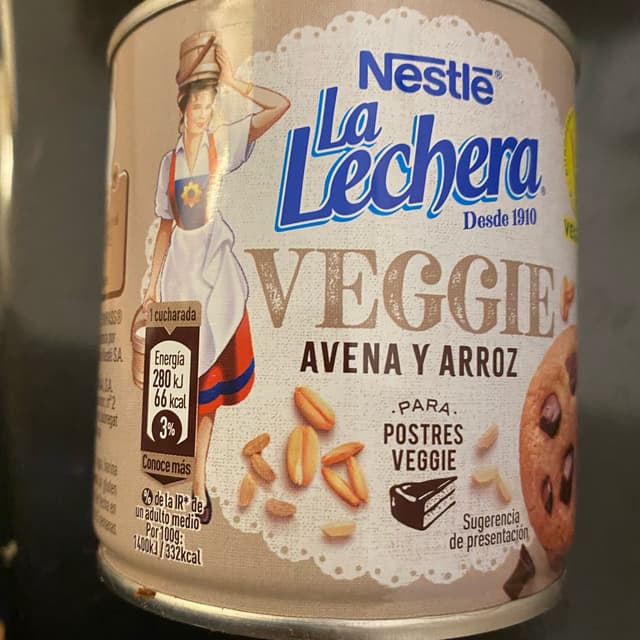 Nestlē®
La
Lechera®
Desde 1910
VEGGIE
AVENA Y ARROZ
.PARA.
POSTRES
VEGGIE
Sugerencia
de presentación
1 cucharada
Energía
280 kJ
66 kcal
3%
Conoce más
% de la IR* de
un adulto medio
Por 100g:
1400kJ / 332kcal